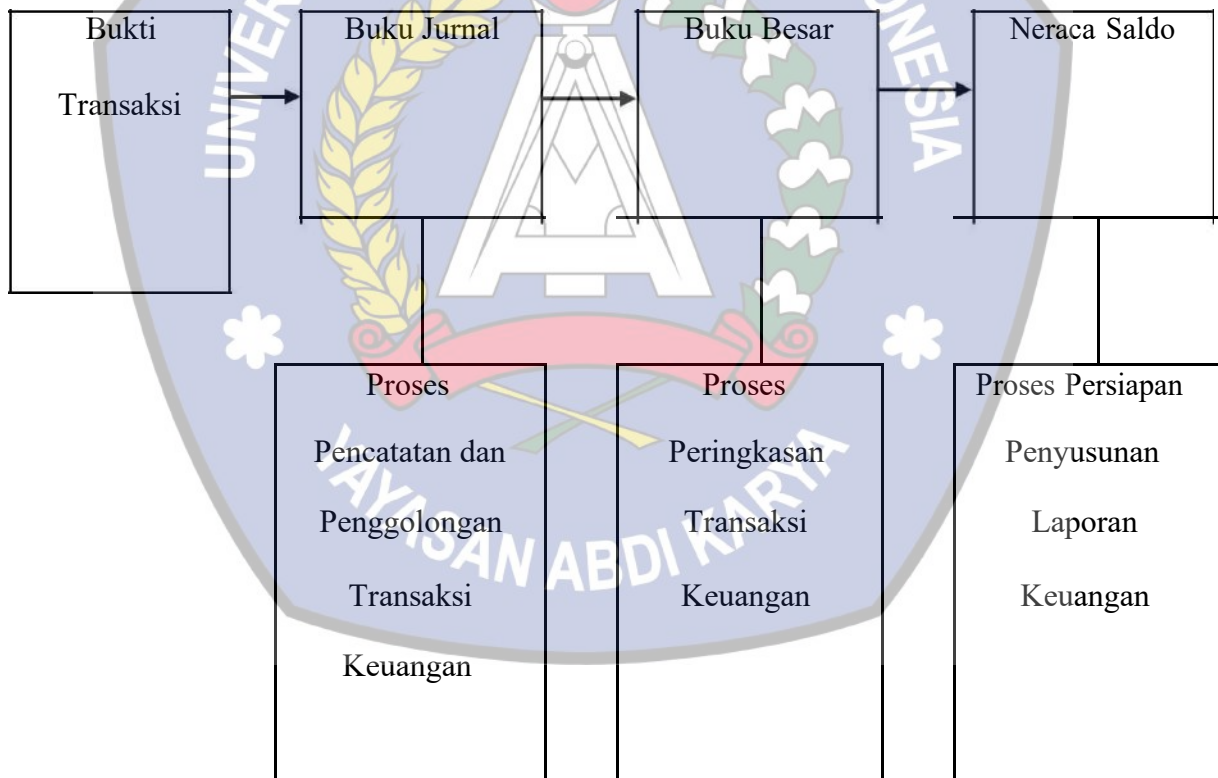 Bukti
Transaksi
Buku Jurnal
Buku Besar
Neraca Saldo
Proses
Pencatatan dan
Penggolongan
Transaksi
Keuangan
Proses
Peringkasan
Transaksi
Keuangan
Proses Persiapan
Penyusunan
Laporan
Keuangan
YAYASAN ABDI KARYA